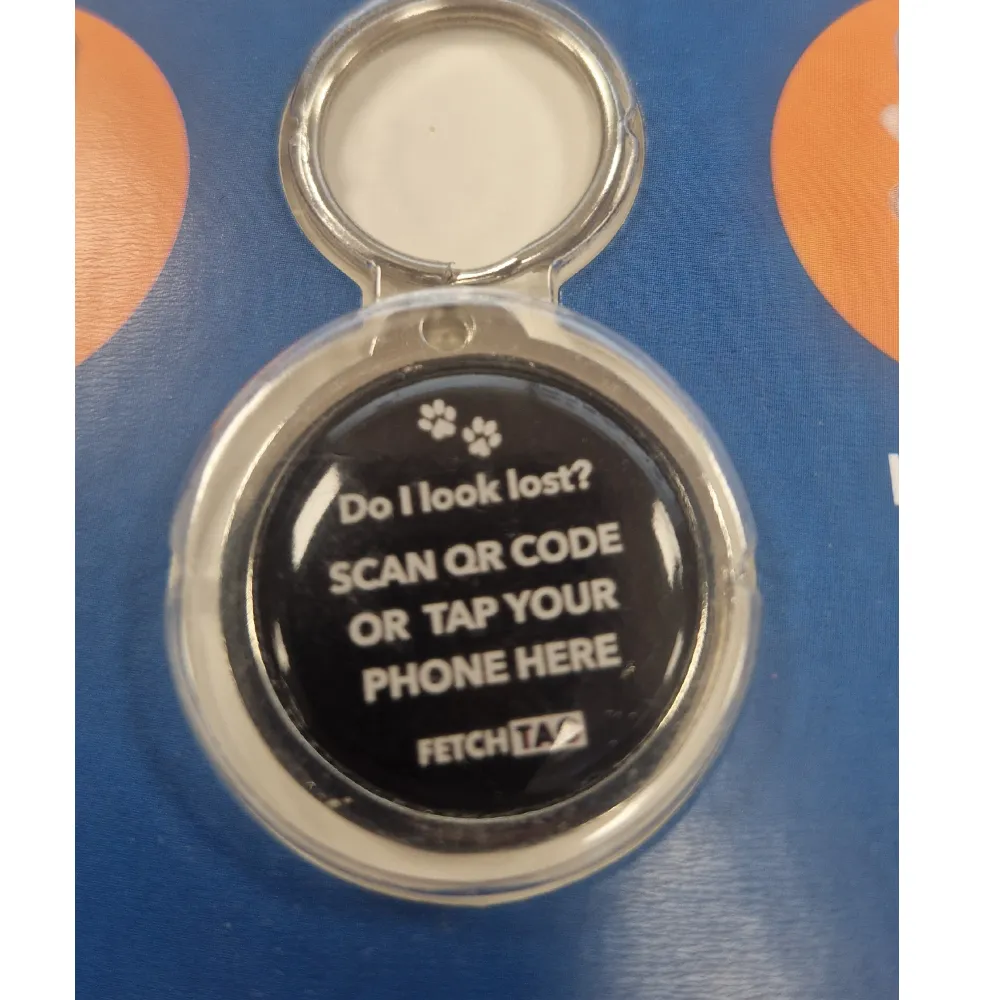 Do I look lost?
SCAN QR CODE
OR TAP YOUR
PHONE HERE
FETCHTAG